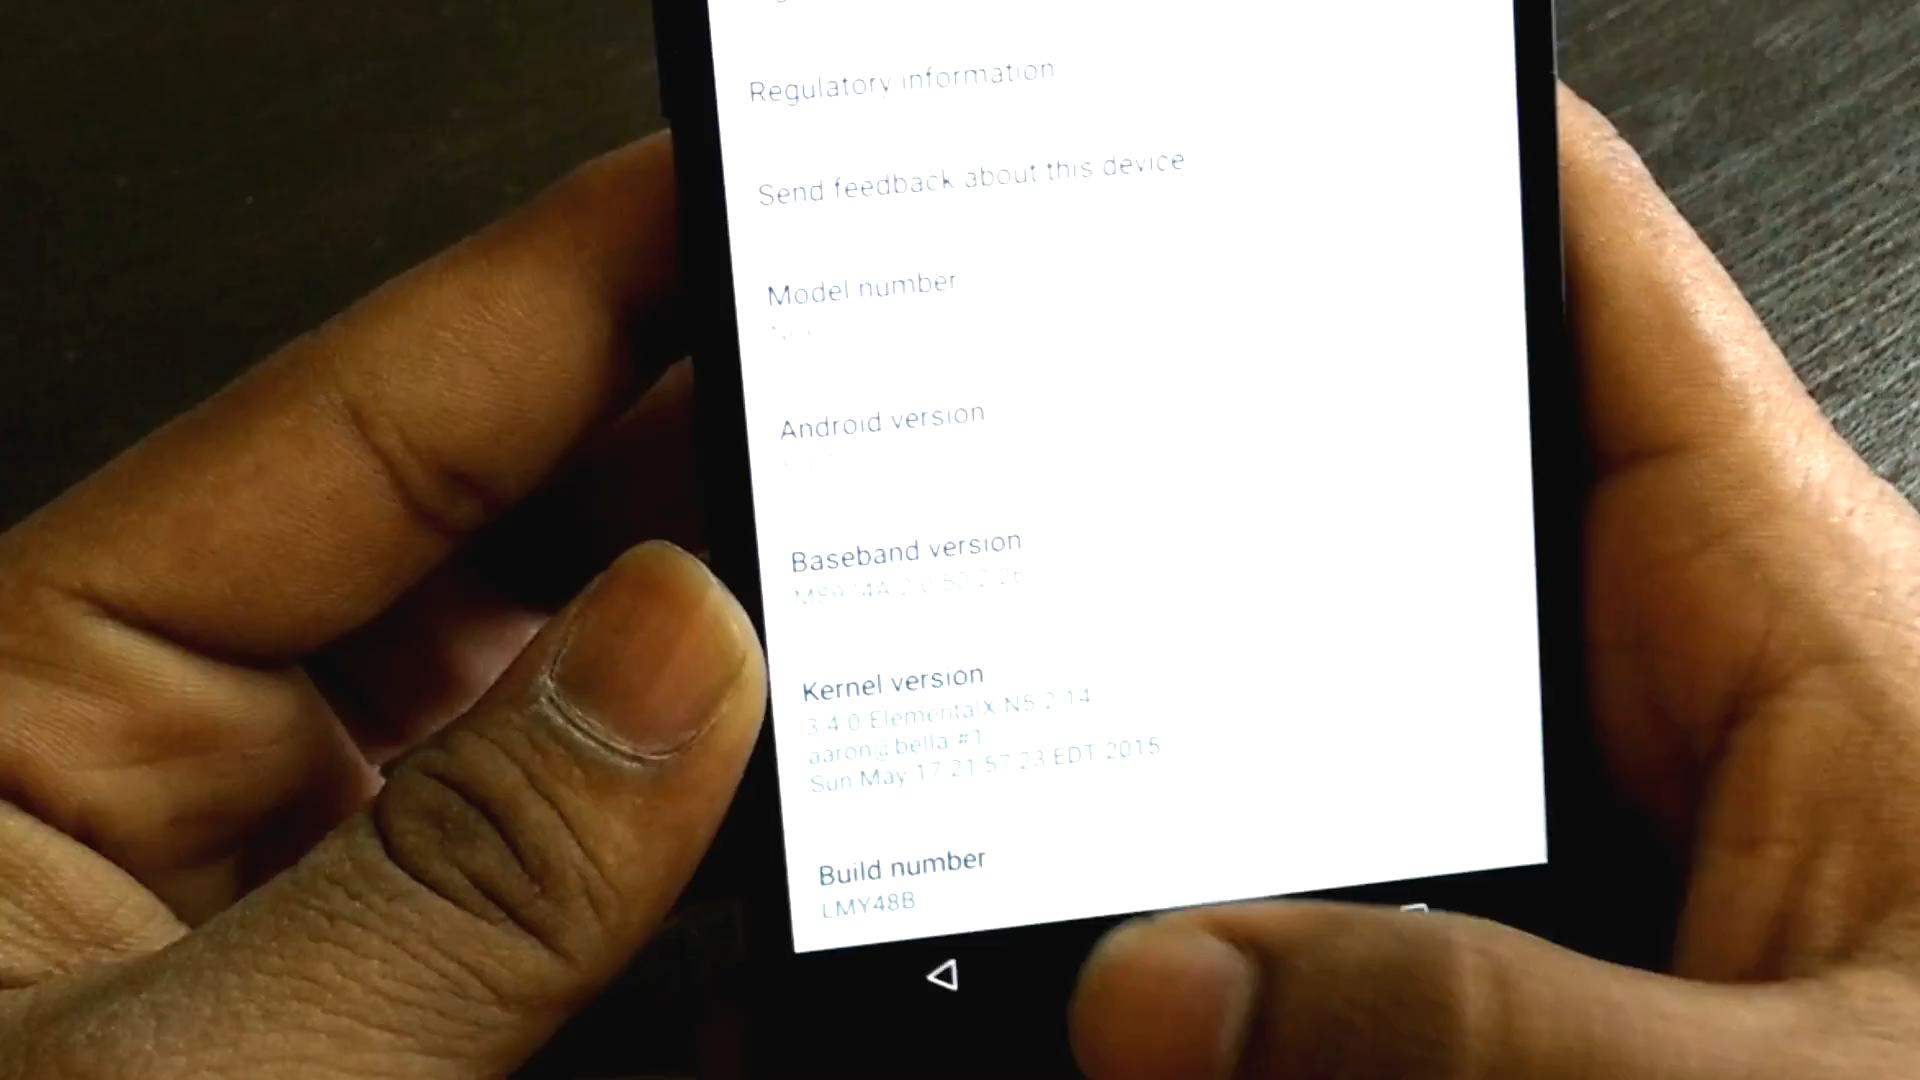 Regulatory information
Send feedback about this device
Model number
Android version
Baseband version
Kernel version
3.4.0 ElementalX N5 2.14
aaron@bella #1
Sun May 17 21:57:23 EDT 2015
Build number
LMY48B